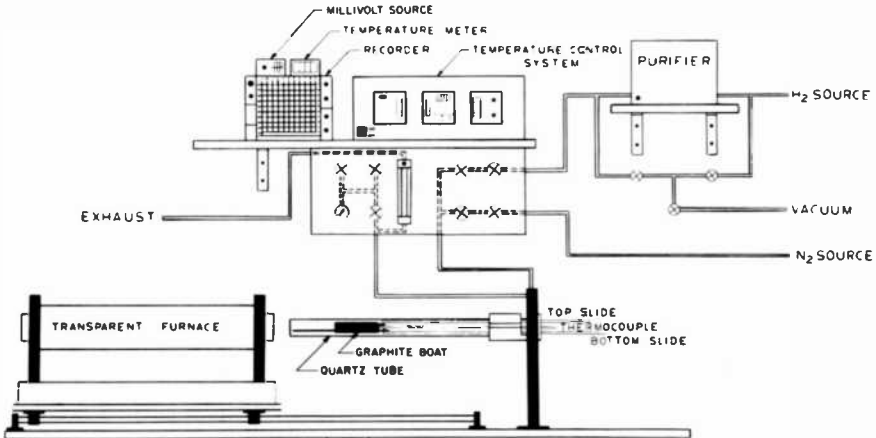 MILLIVOLT SOURCE
TEMPERATURE METER
RECORDER
TEMPERATURE CONTROL
SYSTEM
PURIFIER
H₂ SOURCE
EXHAUST
VACUUM
N₂ SOURCE
TRANSPARENT FURNACE
TOP SLIDE
THERMOCOUPLE
BOTTOM SLIDE
GRAPHITE BOAT
QUARTZ TUBE